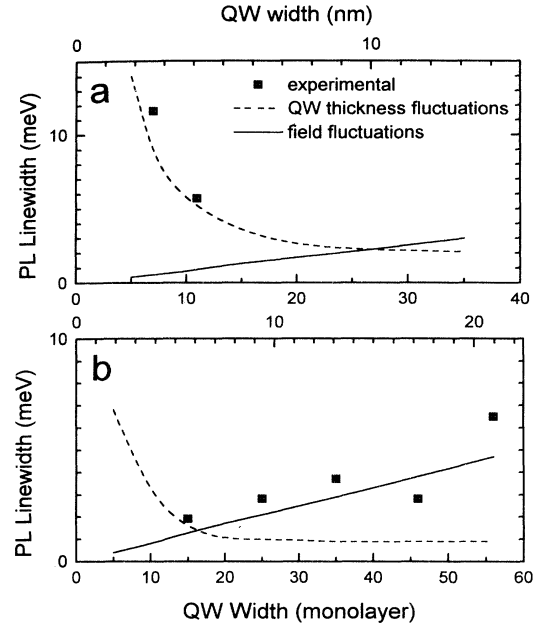 QW width (nm)
0 10
a
experimental
QW thickness fluctuations
field fluctuations
PL Linewidth (meV)
10
0
0 10 20 30 40
0 10 20
b
PL Linewidth (meV)
10
0
0 10 20 30 40 50 60
QW Width (monolayer)